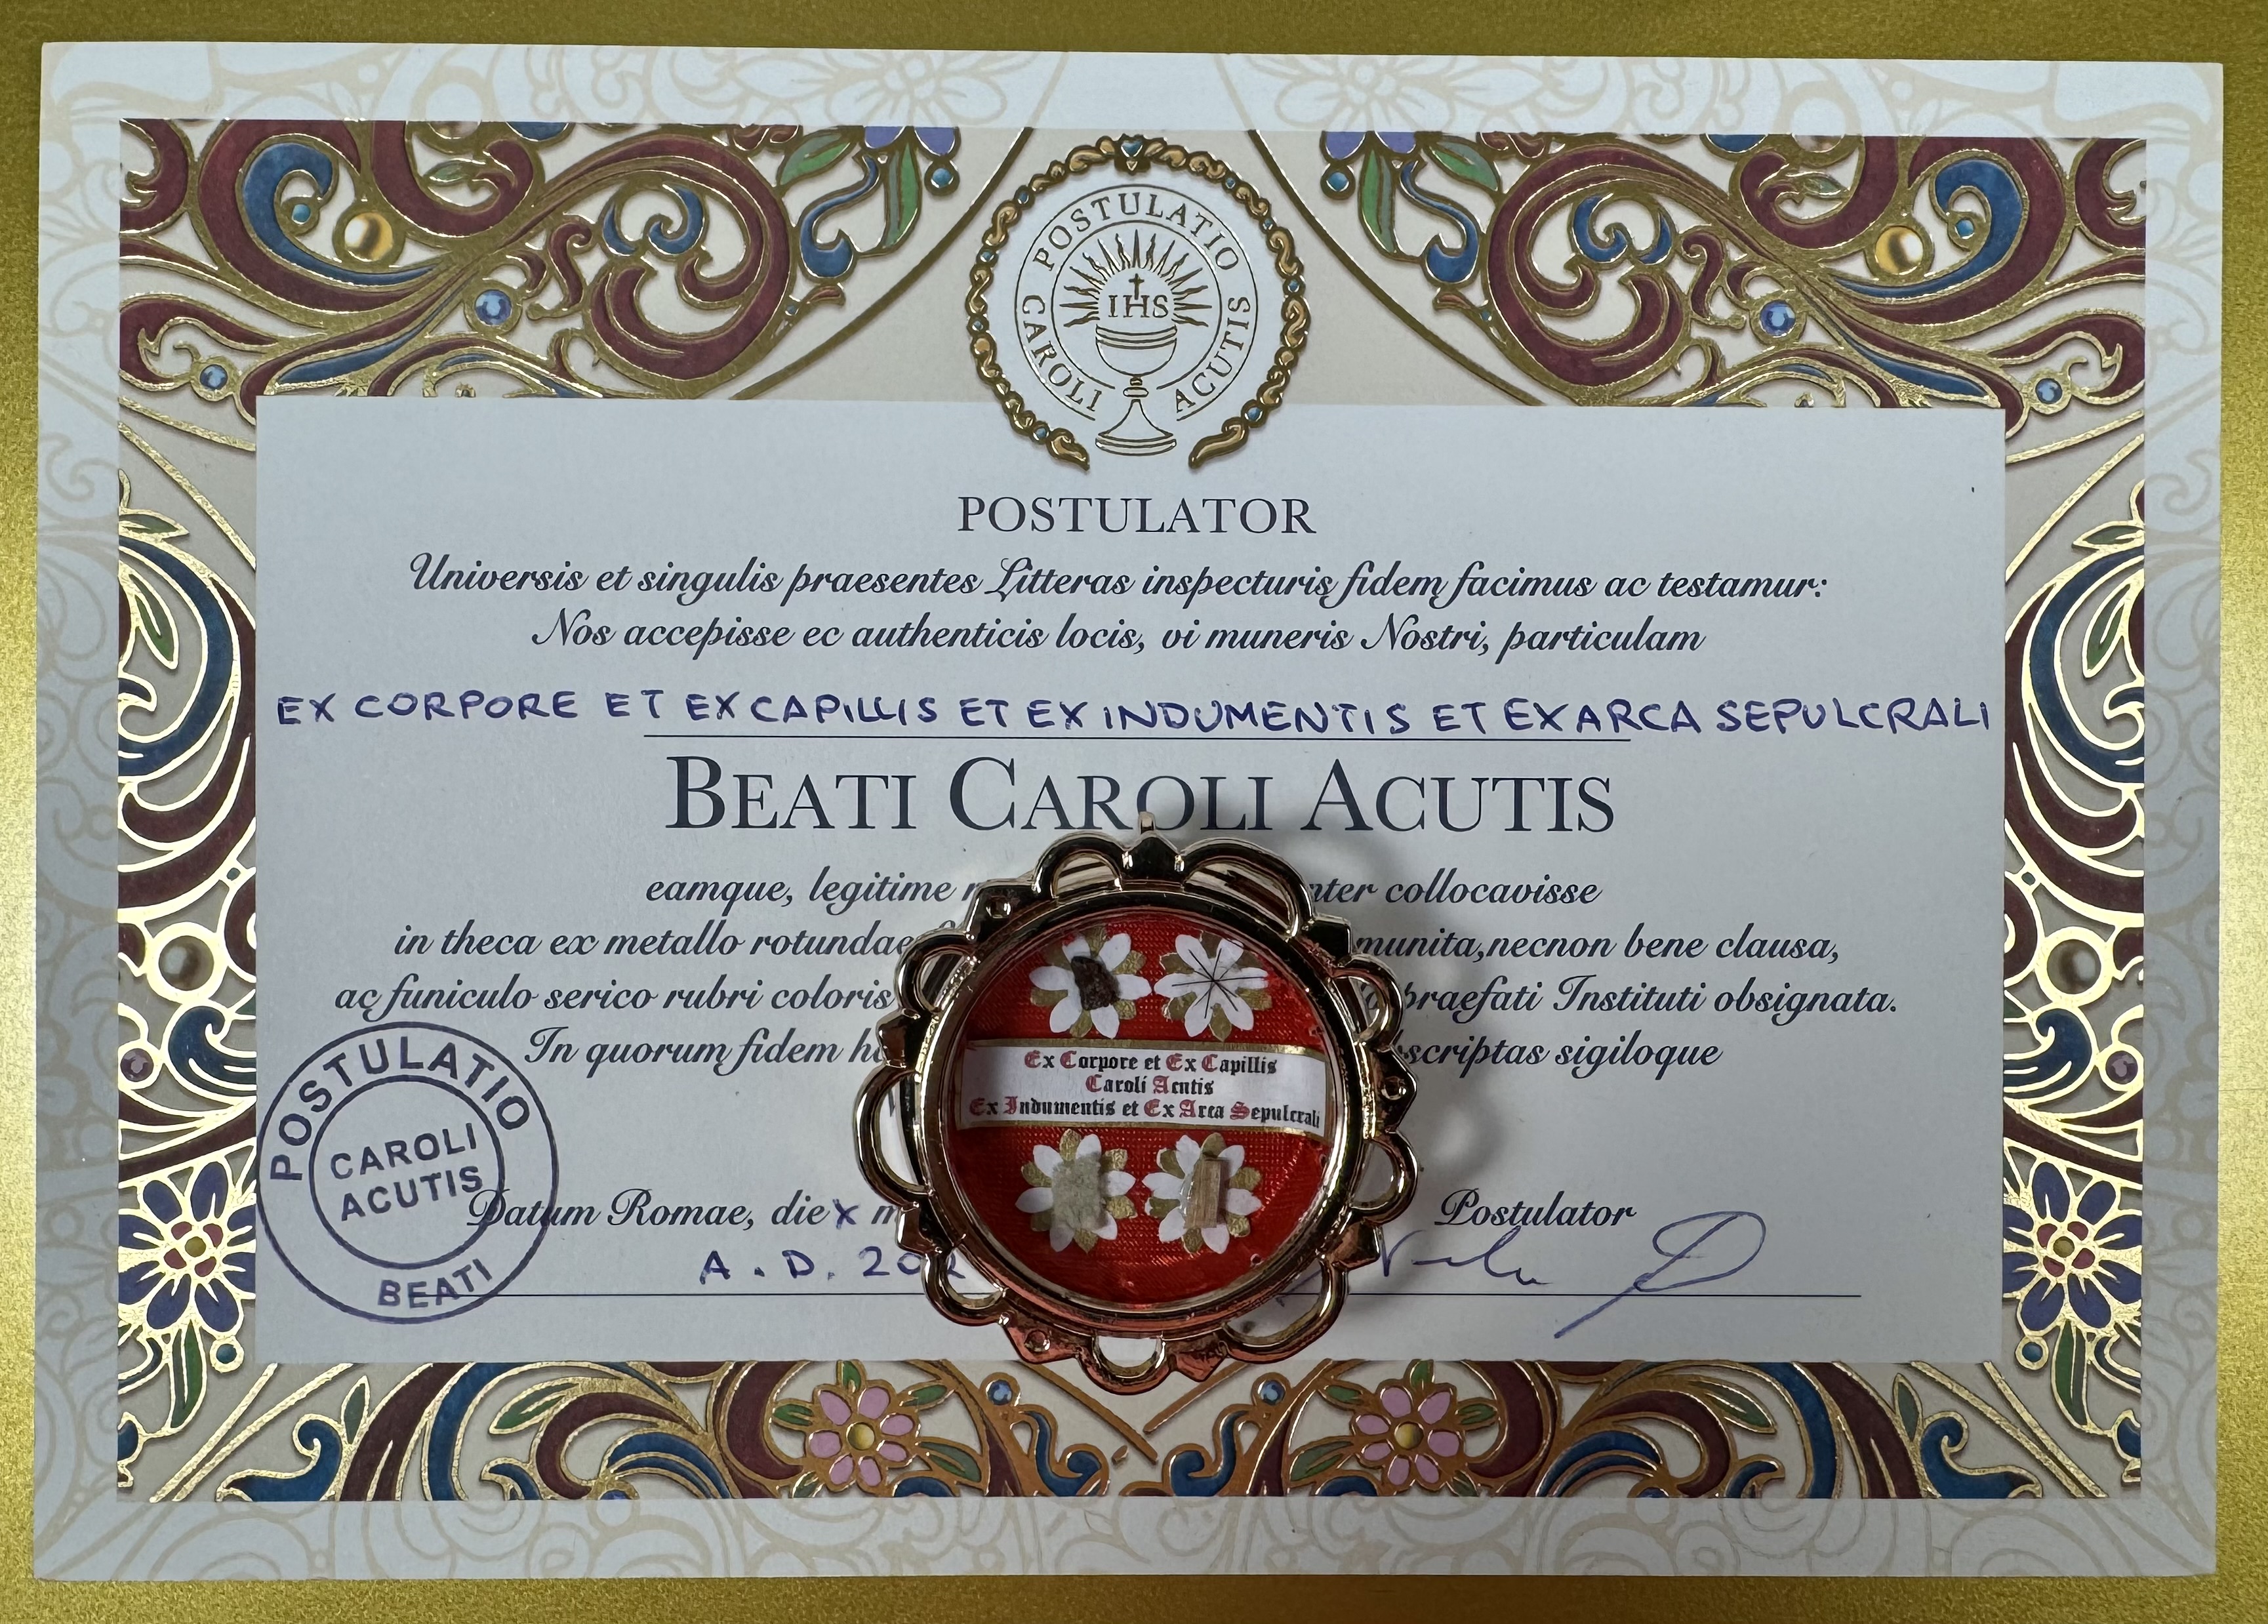 POSTULATIO CAROLI ACUTIS
IHS
POSTULATOR
Universis et singulis praesentes Litteras inspecturis fidem facimus ac testamur:
Nos accepisse ec authenticis locis, vi muneris Nostri, particulam
EX CORPORE ET EX CAPILLIS ET EX INDUMENTIS ET EX ARCA SEPULCRALI
BEATI CAROLI ACUTIS
eamque, legitime collocavisse
in theca ex metallo rotundae munita, necnon bene clausa,
ac funiculo serico rubri coloris praefati Instituti obsignata.
In quorum fidem sigiloque
Ex Corpore et Ex Capillis
Caroli Acutis
Ex Indumentis et Ex Arca Sepulcrali
POSTULATIO
CAROLI
ACUTIS
BEATI
Datum Romae, die X
Postulator
A.D.